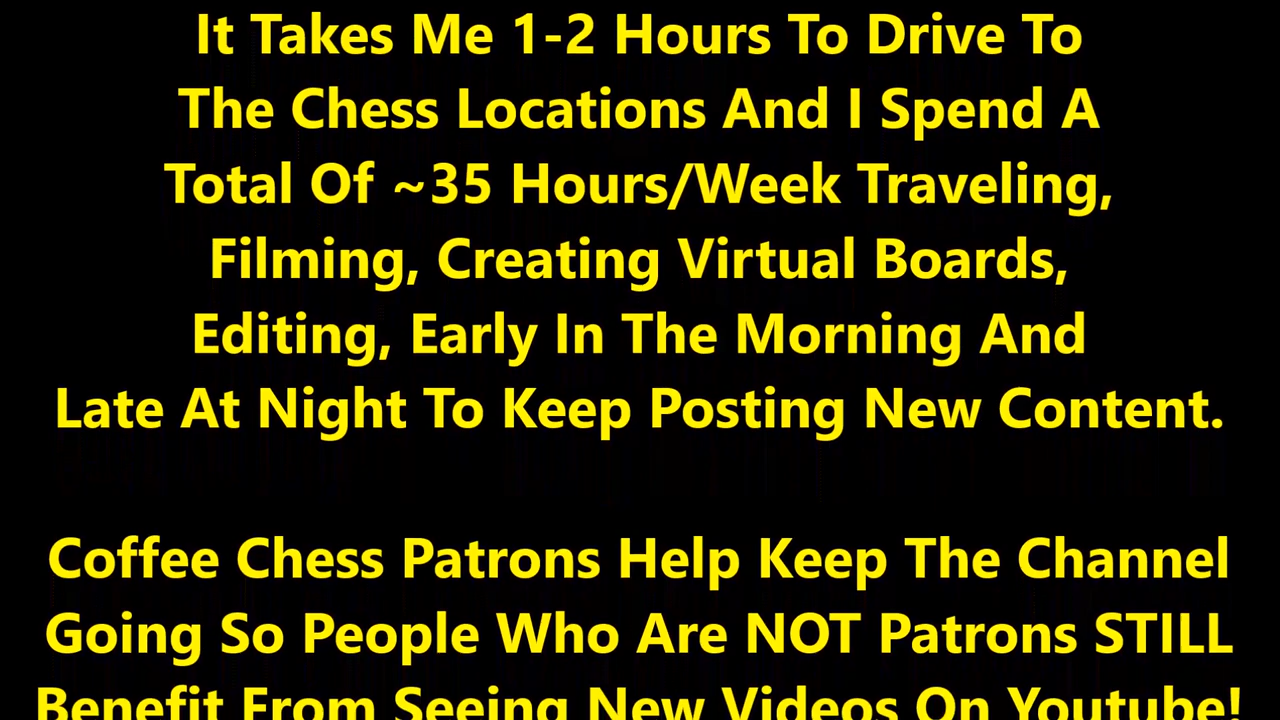 It Takes Me 1-2 Hours To Drive To
The Chess Locations And I Spend A
Total Of ~35 Hours/Week Traveling,
Filming, Creating Virtual Boards,
Editing, Early In The Morning And
Late At Night To Keep Posting New Content.
Coffee Chess Patrons Help Keep The Channel
Going So People Who Are NOT Patrons STILL
Benefit From Seeing New Videos On Youtube!